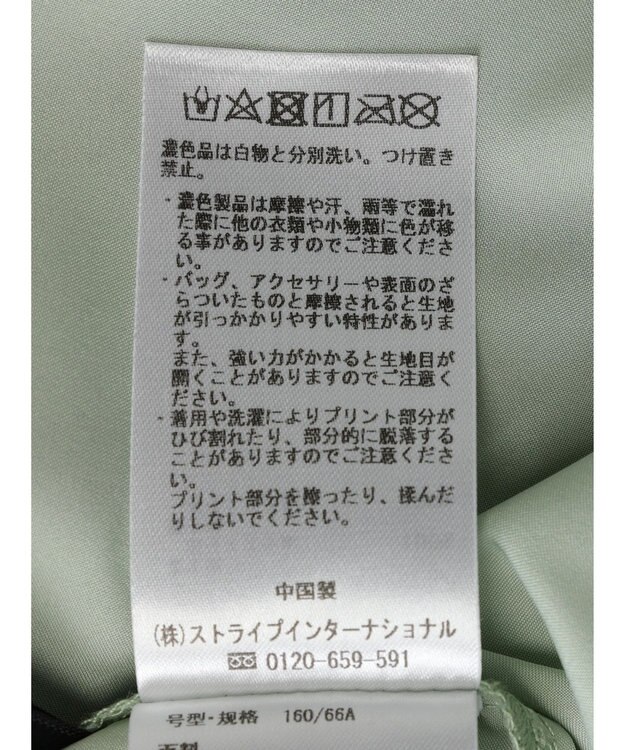 濃色品は白物と分別洗い。つけ置き
禁止。
・濃色製品は摩擦や汗、雨等で濡れ
た際に他の衣類や小物類に色が移
る事がありますのでご注意くださ
い。
・バッグ、アクセサリーや表面のざ
らついたものと摩擦されると生地
が引っかかりやすい特性がありま
す。
また、強い力がかかると生地目が
開くことがありますのでご注意く
ださい。
・着用や洗濯によりプリント部分が
ひび割れたり、部分的に脱落する
ことがありますのでご注意くださ
い。
プリント部分を擦ったり、揉んだ
りしないでください。
中国製
(株)ストライプインターナショナル
0120-659-591
号型·规格 160/66A
面料